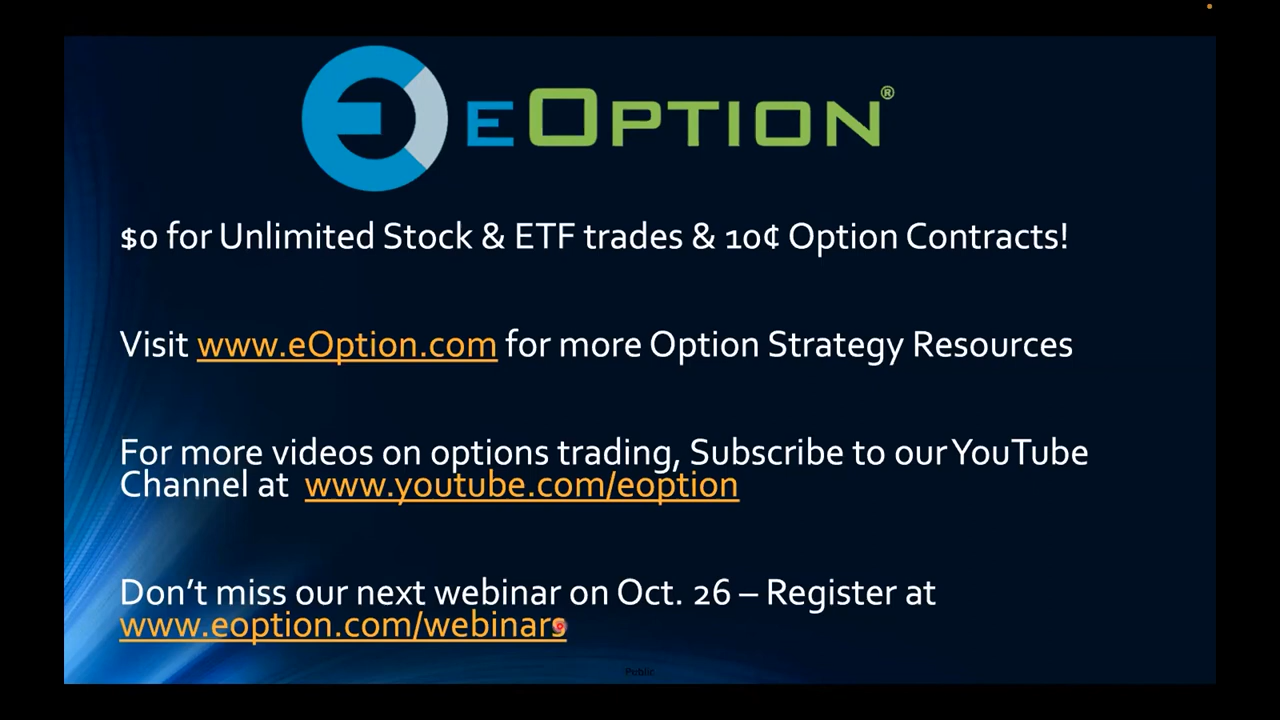 eOption®
$0 for Unlimited Stock & ETF trades & 10¢ Option Contracts!
Visit www.eOption.com for more Option Strategy Resources
For more videos on options trading, Subscribe to our YouTube
Channel at www.youtube.com/eoption
Don’t miss our next webinar on Oct. 26 – Register at
www.eoption.com/webinars
Public